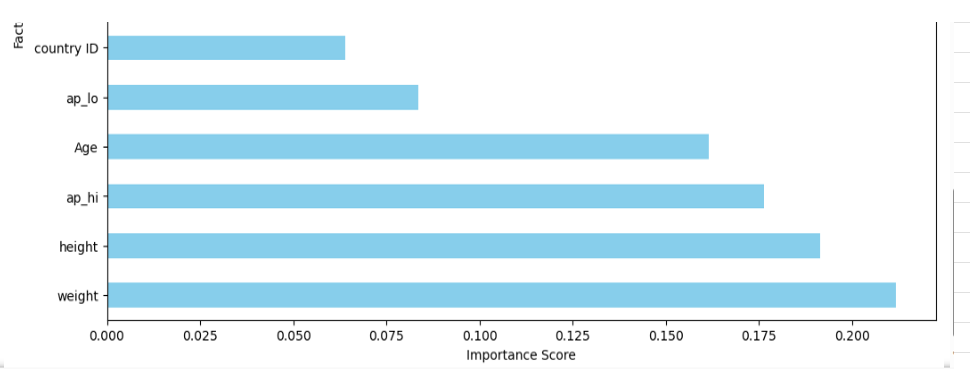 Fact
country ID
ap_lo
Age
ap_hi
height
weight
0.000 0.025 0.050 0.075 0.100 0.125 0.150 0.175 0.200
Importance Score